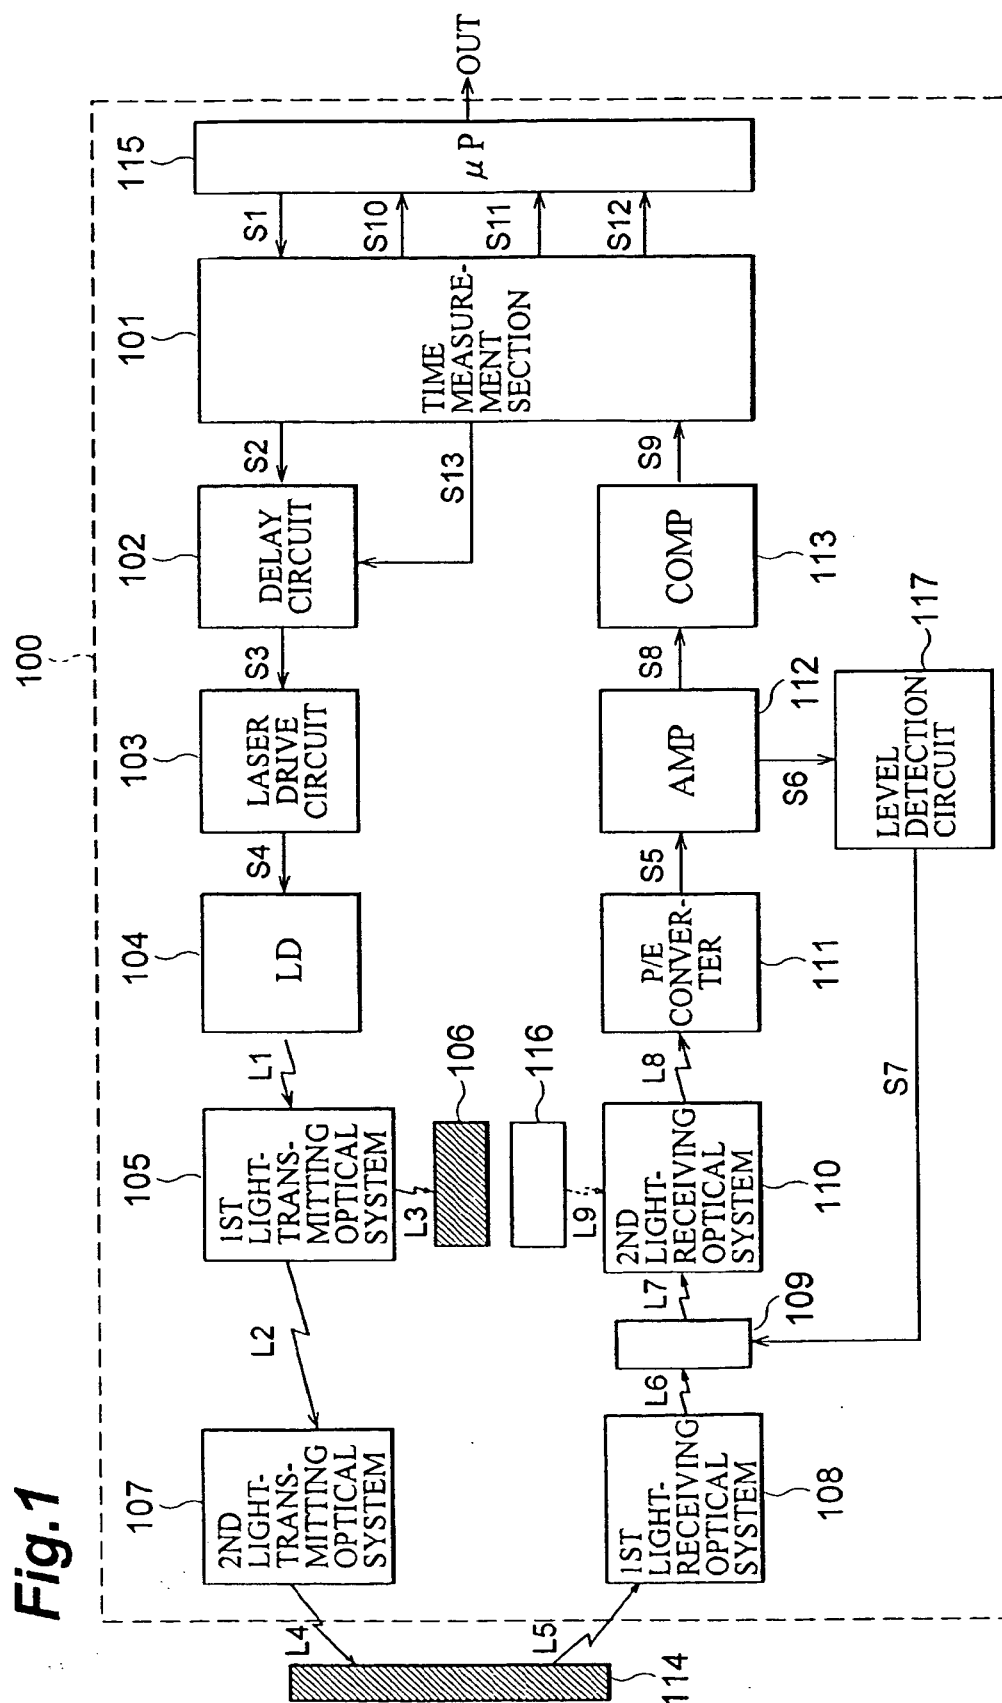 Fig.1
100
107
2ND
LIGHT-
TRANS-
MITTING
OPTICAL
SYSTEM
L2
105
1ST
LIGHT-
TRANS-
MITTING
OPTICAL
SYSTEM
L1
104
LD
S4
103
LASER
DRIVE
CIRCUIT
S3
102
DELAY
CIRCUIT
S2
S13
101
TIME
MEASURE-
MENT
SECTION
S1
S10
S11
S12
115
μP
OUT
L4
L5
114
L3
106
116
L9
1ST
LIGHT-
RECEIVING
OPTICAL
SYSTEM
108
L6
109
L7
2ND
LIGHT-
RECEIVING
OPTICAL
SYSTEM
110
L8
P/E
CONVER-
TER
111
S5
AMP
112
S8
COMP
113
S9
S6
LEVEL
DETECTION
CIRCUIT
117
S7